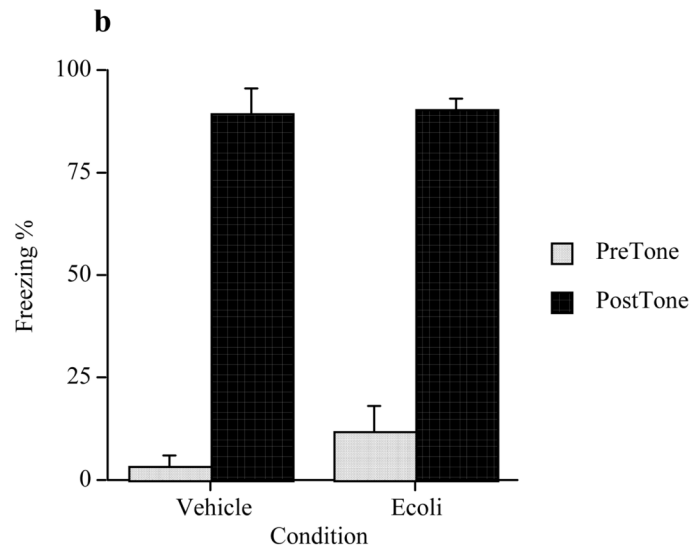 b
100
75
50
25
0
Freezing %
Vehicle
Ecoli
Condition
PreTone
PostTone